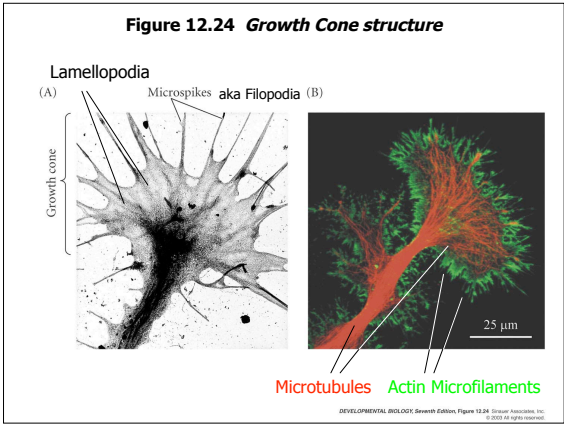 Figure 12.24 Growth Cone structure
Lamellopodia
(A) Microspikes aka Filopodia (B)
Growth cone
25 μm
Microtubules Actin Microfilaments
DEVELOPMENTAL BIOLOGY, Seventh Edition, Figure 12.24 Sinauer Associates, Inc.
© 2003 All rights reserved